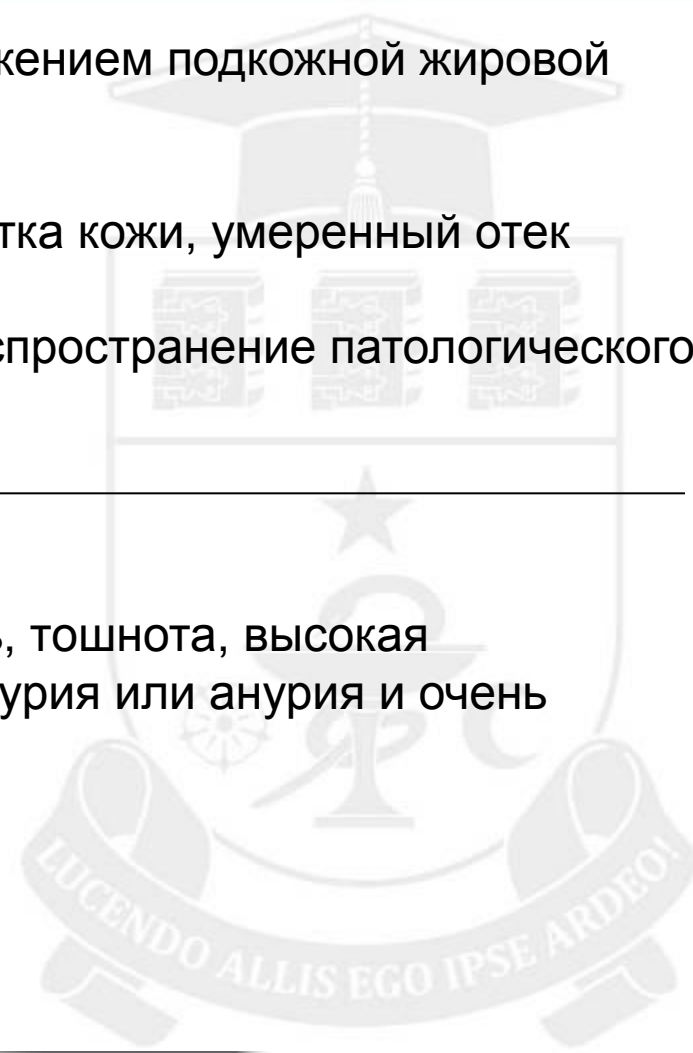 жением подкожной жировой
тка кожи, умеренный отек
спространение патологического
, тошнота, высокая
урия или анурия и очень
LUCENDO ALLIS EGO IPSE ARDEO!